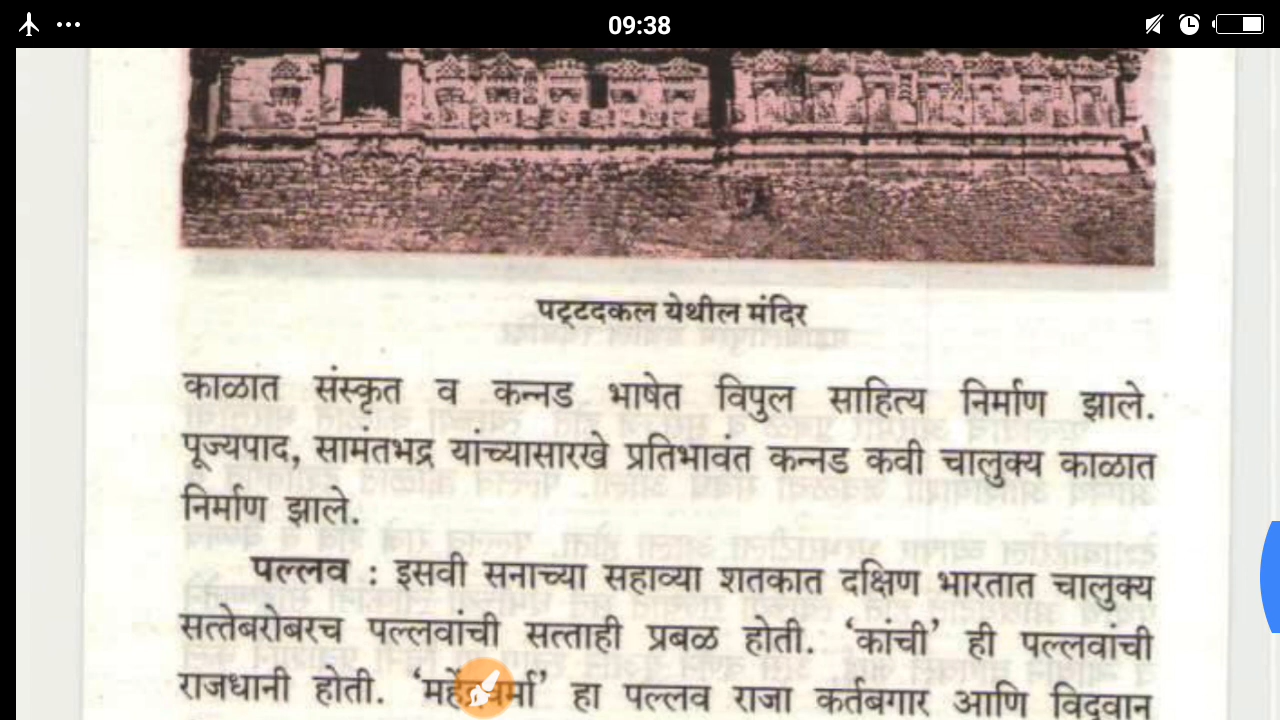 09:38
पट्टदकल येथील मंदिर
काळात संस्कृत व कन्नड भाषेत विपुल साहित्य निर्माण झाले.
पूज्यपाद, सामंतभद्र यांच्यासारखे प्रतिभावंत कन्नड कवी चालुक्य काळात
निर्माण झाले.
पल्लव : इसवी सनाच्या सहाव्या शतकात दक्षिण भारतात चालुक्य
सत्तेबरोबरच पल्लवांची सत्ताही प्रबळ होती. ‘कांची’ ही पल्लवांची
राजधानी होती. हा पल्लव राजा कर्तबगार आणि विद्वान